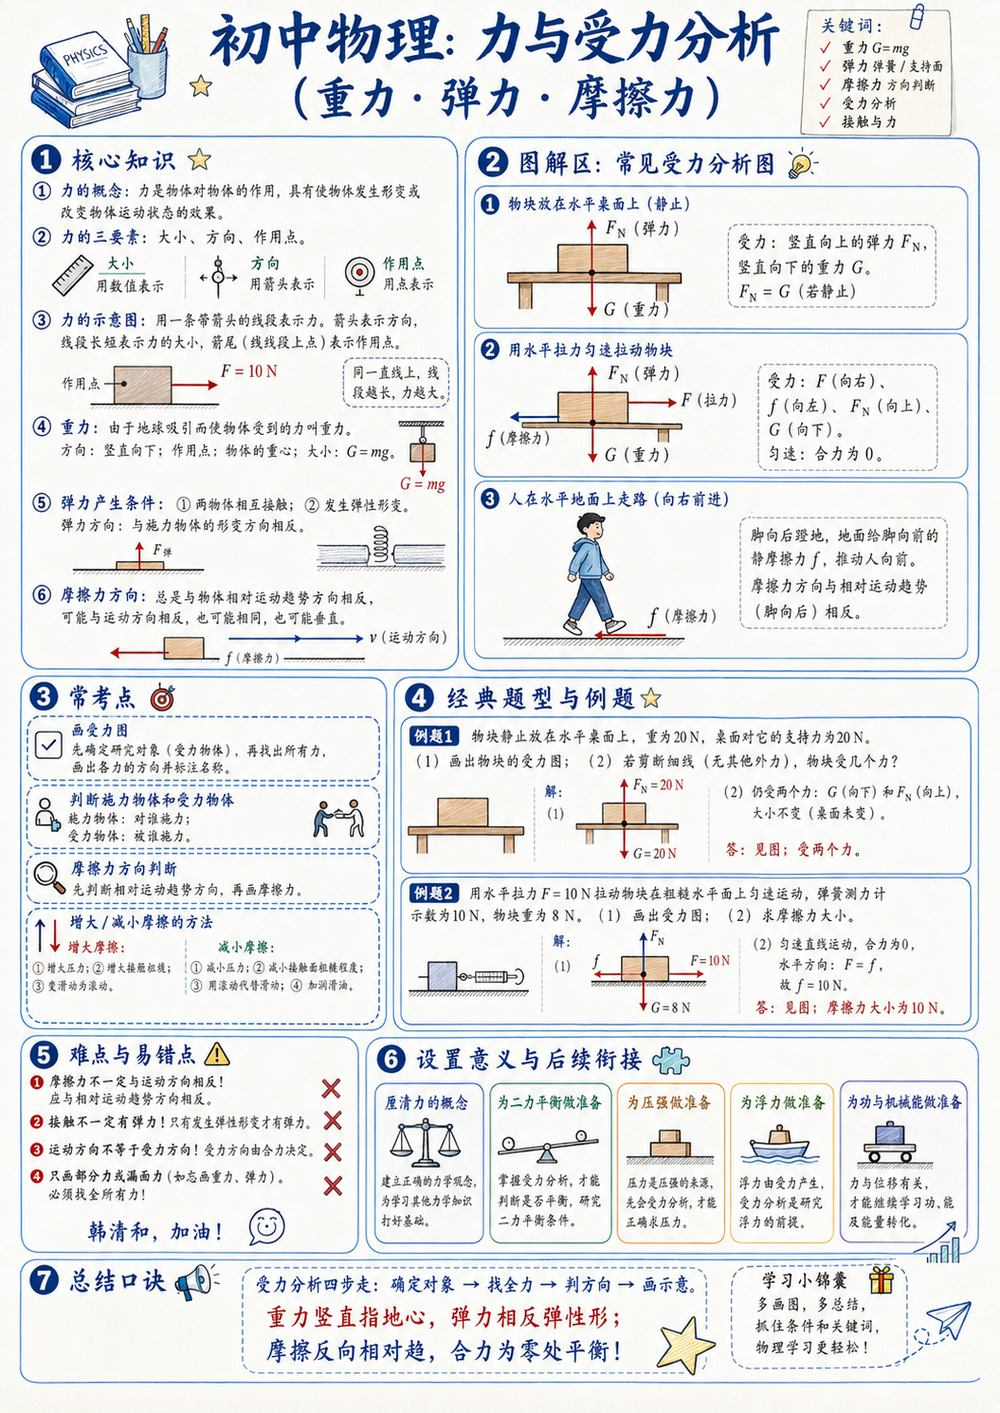 初中物理：力与受力分析
（重力 · 弹力 · 摩擦力）
PHYSICS
关键词：
✓ 重力 G=mg
✓ 弹力 弹簧 / 支持面
✓ 摩擦力 方向判断
✓ 受力分析
✓ 接触与力
1 核心知识
① 力的概念：力是物体对物体的作用，具有使物体发生形变或
改变物体运动状态的效果。
② 力的三要素：大小、方向、作用点。
大小
用数值表示
方向
用箭头表示
作用点
用点表示
③ 力的示意图：用一条带箭头的线段表示力。箭头表示方向，
线段长短表示力的大小，箭尾（线线段上点）表示作用点。
作用点
F = 10 N
同一直线上，线
段越长，力越大。
④ 重力：由于地球吸引而使物体受到的力叫重力。
方向：竖直向下；作用点：物体的重心；大小：G=mg。
G = mg
⑤ 弹力产生条件：① 两物体相互接触；② 发生弹性形变。
弹力方向：与施力物体的形变方向相反。
F弹
⑥ 摩擦力方向：总是与物体相对运动趋势方向相反，
可能与运动方向相反，也可能相同，也可能垂直。
v（运动方向）
f（摩擦力）
2 图解区：常见受力分析图
1 物块放在水平桌面上（静止）
FN（弹力）
G（重力）
受力：竖直向上的弹力 FN，
竖直向下的重力 G。
FN = G（若静止）
2 用水平拉力匀速拉动物块
FN（弹力）
F（拉力）
f（摩擦力）
G（重力）
受力：F（向右）、
f（向左）、FN（向上）、
G（向下）。
匀速：合力为 0。
3 人在水平地面上走路（向右前进）
f（摩擦力）
脚向后蹬地，地面给脚向前的
静摩擦力 f，推动人向前。
摩擦力方向与相对运动趋势
（脚向后）相反。
3 常考点
画受力图
先确定研究对象（受力物体），再找出所有力，
画出各力的方向并标注名称。
判断施力物体和受力物体
施力物体：对谁施力；
受力物体：被谁施力。
摩擦力方向判断
先判断相对运动趋势方向，再画摩擦力。
增大 / 减小摩擦的方法
增大摩擦：
① 增大压力；② 增大接触粗糙；
③ 变滑动为滚动。
减小摩擦：
① 减小压力；② 减小接触面粗糙程度；
③ 用滚动代替滑动；④ 加润滑油。
4 经典题型与例题
例题1 物块静止放在水平桌面上，重为20N，桌面对它的支持力为20N。
（1）画出物块的受力图；（2）若剪断细线（无其他外力），物块受几个力？
解：
（1）
FN = 20 N
G = 20 N
（2）仍受两个力：G（向下）和FN（向上），
大小不变（桌面未变）。
答：见图；受两个力。
例题2 用水平拉力 F = 10 N 拉动物块在粗糙水平面上匀速运动，弹簧测力计
示数为10 N，物块重为 8 N。（1）画出受力图；（2）求摩擦力大小。
解：
（1）
FN
f
F=10 N
G=8 N
（2）匀速直线运动，合力为0，
水平方向：F = f，
故 f = 10 N。
答：见图；摩擦力大小为10 N。
5 难点与易错点
1 摩擦力不一定与运动方向相反！
应与相对运动趋势方向相反。
2 接触不一定有弹力！只有发生弹性形变才有弹力。
3 运动方向不等于受力方向！受力方向由合力决定。
4 只画部分力或漏面力（如忘画重力、弹力）。
必须找全所有力！
韩清和，加油！
6 设置意义与后续衔接
厘清力的概念
建立正确的力学观念，
为学习其他力学知识
打好基础。
为二力平衡做准备
掌握受力分析，才能
判断是否平衡，研究
二力平衡条件。
为压强做准备
压力是压强的来源，
先会受力分析，才能
正确求压力。
为浮力做准备
浮力由受力产生，
受力分析是研究
浮力的前提。
为功与机械能做准备
力与位移有关，
才能继续学习功、能
及能量转化。
7 总结口诀
受力分析四步走：确定对象 → 找全力 → 判方向 → 画示意。
重力竖直指地心，弹力相反弹性形；
摩擦反向相对趋，合力为零处平衡！
学习小锦囊
多画图，多总结，
抓住条件和关键词，
物理学习更轻松！